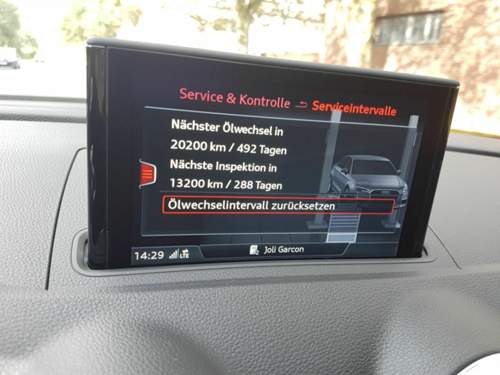 Service & Kontrolle Serviceintervalle
Nächster Ölwechsel in
20200 km / 492 Tagen
Nächste Inspektion in
13200 km / 288 Tagen
Ölwechselintervall zurücksetzen
14:29 LTE Joli Garcon